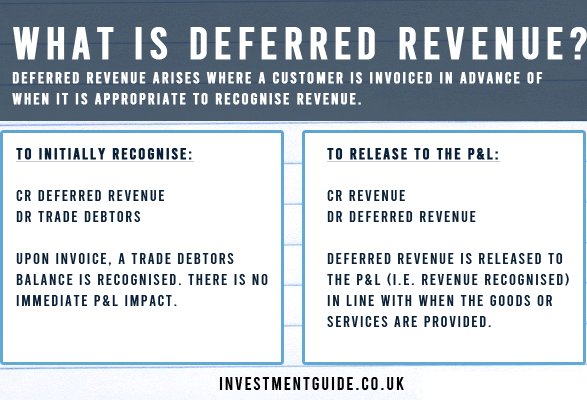 WHAT IS DEFERRED REVENUE?
DEFERRED REVENUE ARISES WHERE A CUSTOMER IS INVOICED IN ADVANCE OF
WHEN IT IS APPROPRIATE TO RECOGNISE REVENUE.
TO INITIALLY RECOGNISE:
CR DEFERRED REVENUE
DR TRADE DEBTORS
UPON INVOICE, A TRADE DEBTORS
BALANCE IS RECOGNISED. THERE IS NO
IMMEDIATE P&L IMPACT.
TO RELEASE TO THE P&L:
CR REVENUE
DR DEFERRED REVENUE
DEFERRED REVENUE IS RELEASED TO
THE P&L (I.E. REVENUE RECOGNISED)
IN LINE WITH WHEN THE GOODS OR
SERVICES ARE PROVIDED.
INVESTMENTGUIDE.CO.UK